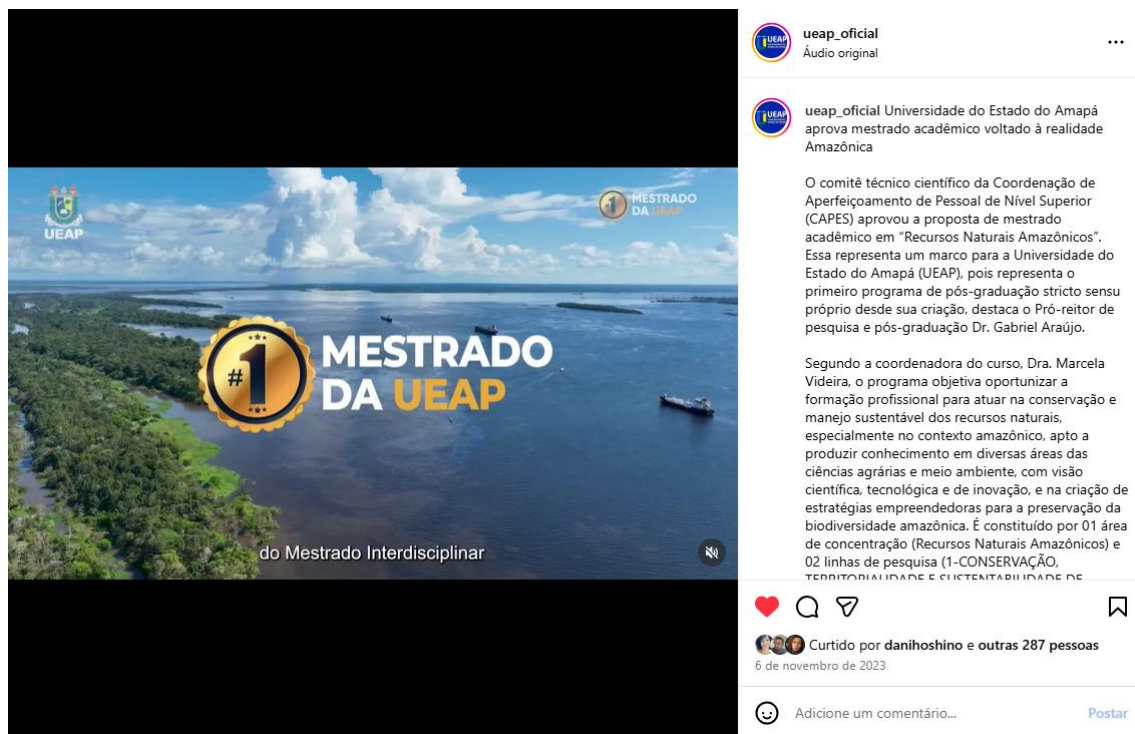 UEAP
#1
MESTRADO
DA UEAP
#1 MESTRADO
DA UEAP
do Mestrado Interdisciplinar
UEAP
ueap_oficial
Áudio original
UEAP
ueap_oficial Universidade do Estado do Amapá
aprova mestrado acadêmico voltado à realidade
Amazônica
O comitê técnico científico da Coordenação de
Aperfeiçoamento de Pessoal de Nível Superior
(CAPES) aprovou a proposta de mestrado
acadêmico em “Recursos Naturais Amazônicos”.
Essa representa um marco para a Universidade do
Estado do Amapá (UEAP), pois representa o
primeiro programa de pós-graduação stricto sensu
próprio desde sua criação, destaca o Pró-reitor de
pesquisa e pós-graduação Dr. Gabriel Araújo.
Segundo a coordenadora do curso, Dra. Marcela
Videira, o programa objetiva oportunizar a
formação profissional para atuar na conservação e
manejo sustentável dos recursos naturais,
especialmente no contexto amazônico, apto a
produzir conhecimento em diversas áreas das
ciências agrárias e meio ambiente, com visão
científica, tecnológica e de inovação, e na criação de
estratégias empreendedoras para a preservação da
biodiversidade amazônica. É constituído por 01 área
de concentração (Recursos Naturais Amazônicos) e
02 linhas de pesquisa (1-CONSERVAÇÃO,
TERRITORIALIDADE E SUSTENTABILIDADE DE
Curtido por danihoshino e outras 287 pessoas
6 de novembro de 2023
Adicione um comentário...
Postar